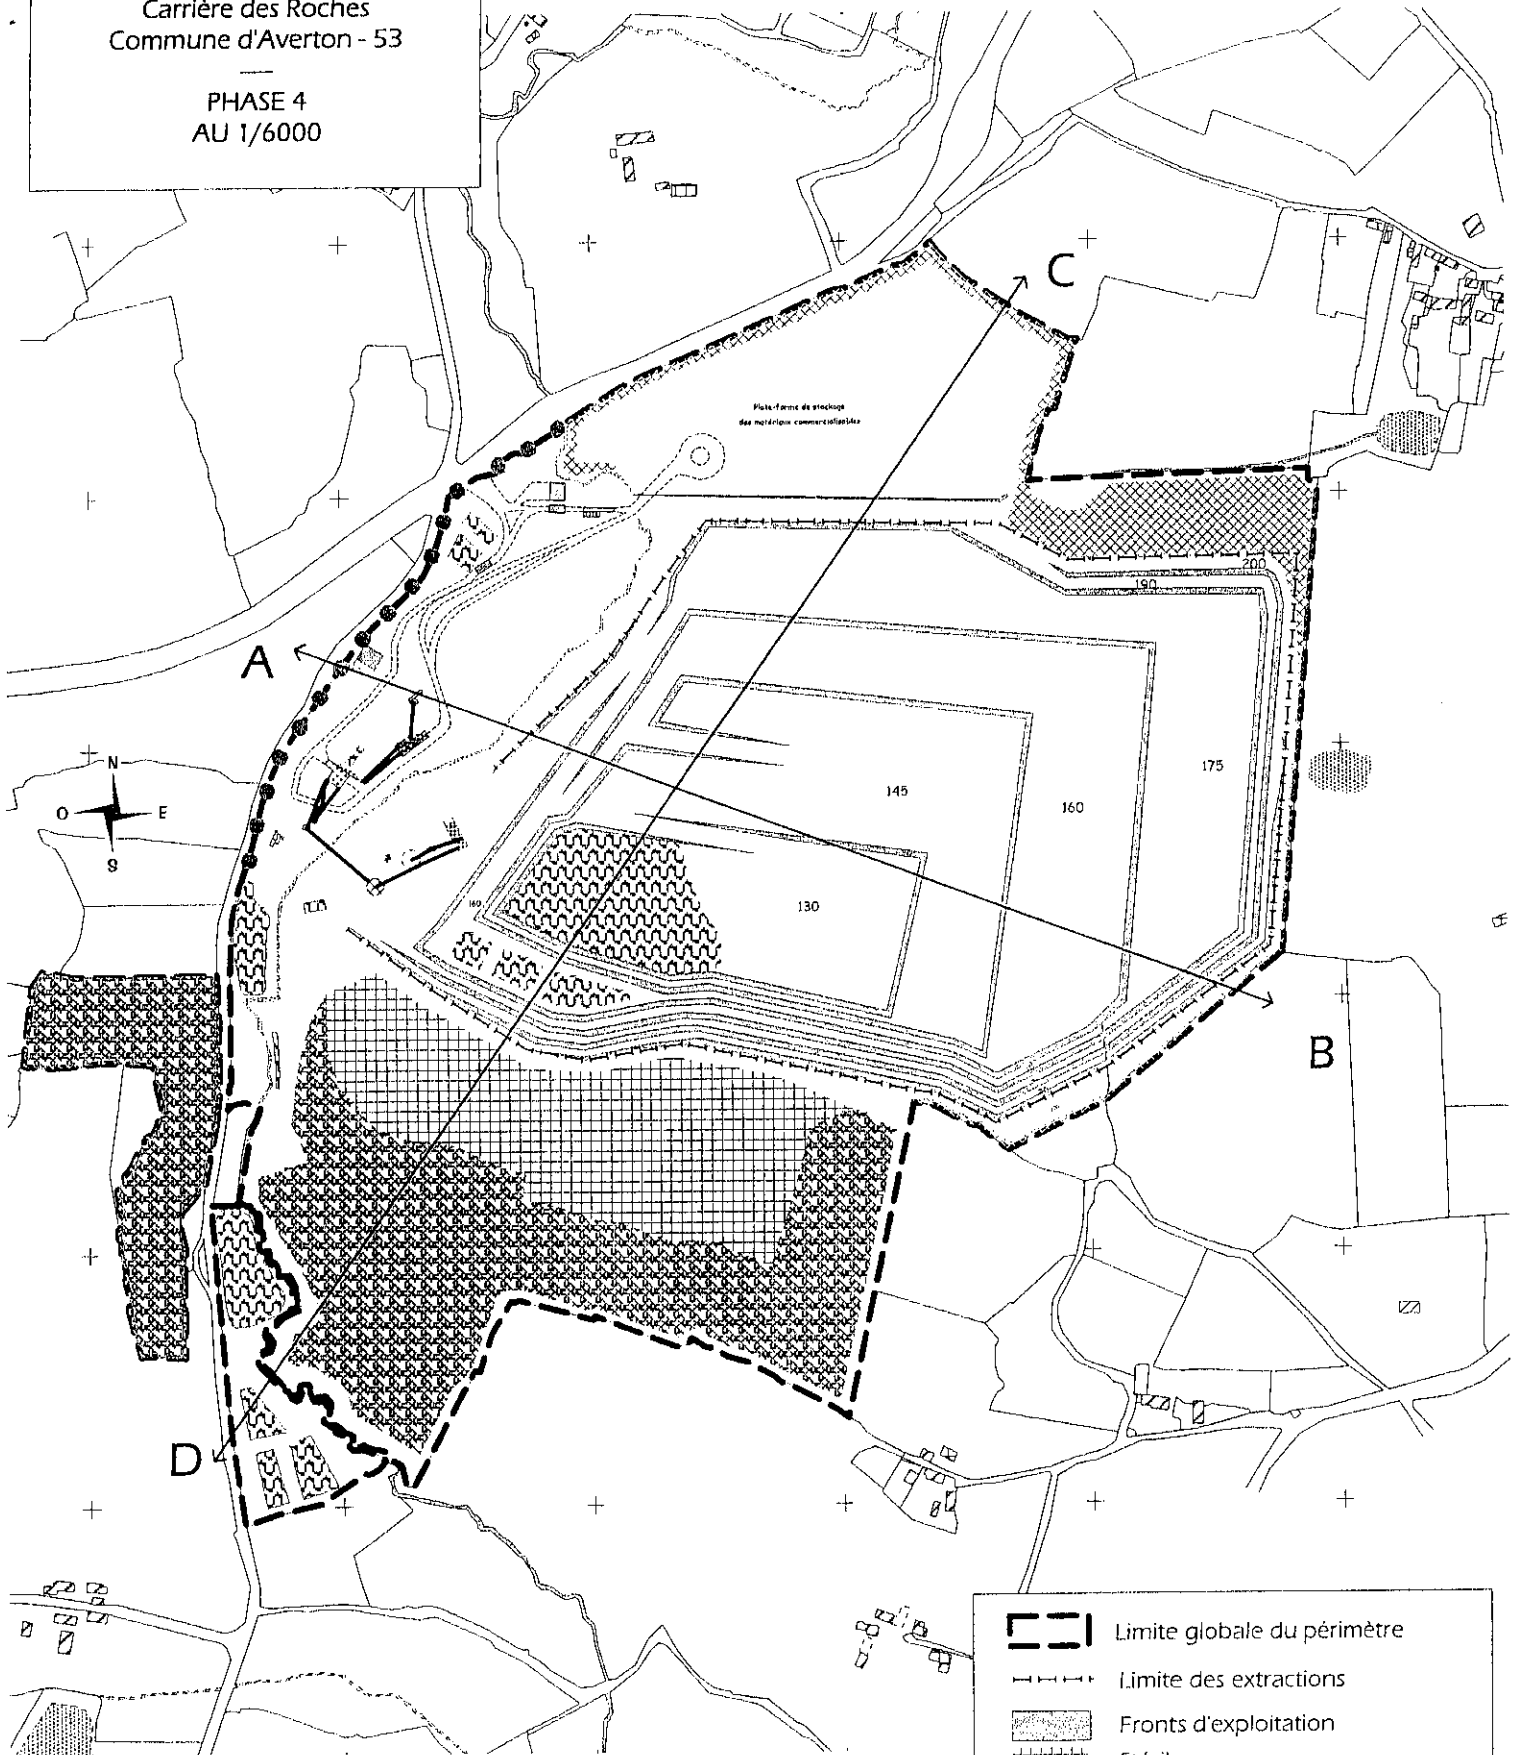 Carrière des Roches
Commune d'Averton - 53
PHASE 4
AU 1/6000
C
Plate-forme de stockage
des matériaux commercialisables
200
190
A
N
O E
S
175
145
160
130
160
B
D
Limite globale du périmètre
Limite des extractions
Fronts d'exploitation